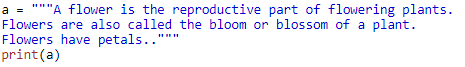 a = """A flower is the reproductive part of flowering plants.
Flowers are also called the bloom or blossom of a plant.
Flowers have petals.."""
print(a)